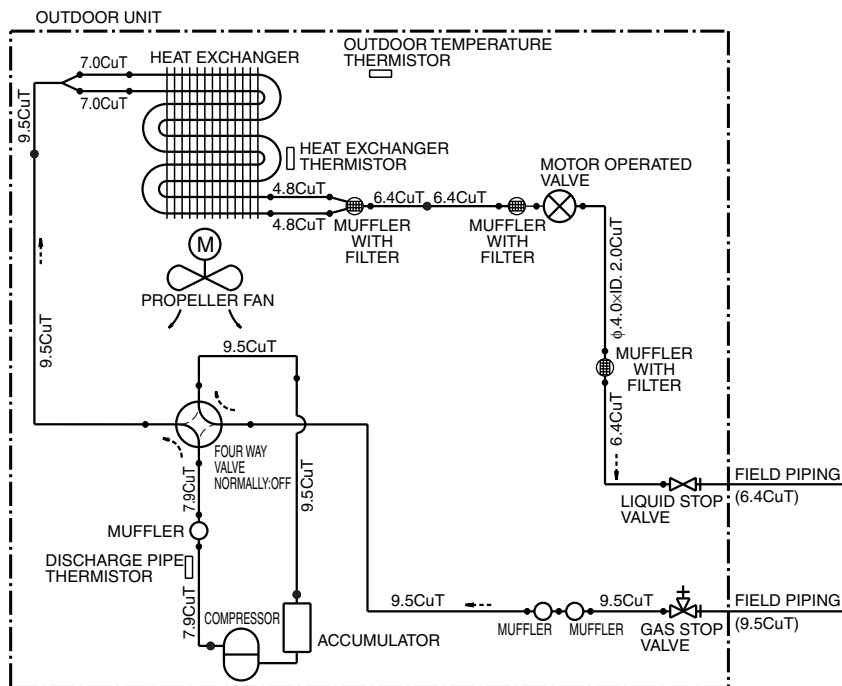 OUTDOOR UNIT
7.0CuT
HEAT EXCHANGER
OUTDOOR TEMPERATURE
THERMISTOR
7.0CuT
9.5CuT
HEAT EXCHANGER
THERMISTOR
MOTOR OPERATED
VALVE
4.8CuT
6.4CuT
6.4CuT
4.8CuT
MUFFLER
WITH
FILTER
MUFFLER
WITH
FILTER
M
PROPELLER FAN
φ.4.0×ID. 2.0CuT
9.5CuT
9.5CuT
MUFFLER
WITH
FILTER
6.4CuT
FOUR WAY
VALVE
NORMALLY:OFF
7.9CuT
9.5CuT
FIELD PIPING
(6.4CuT)
LIQUID STOP
VALVE
MUFFLER
DISCHARGE PIPE
THERMISTOR
7.9CuT
COMPRESSOR
ACCUMULATOR
9.5CuT
9.5CuT
MUFFLER
MUFFLER
GAS STOP
VALVE
FIELD PIPING
(9.5CuT)